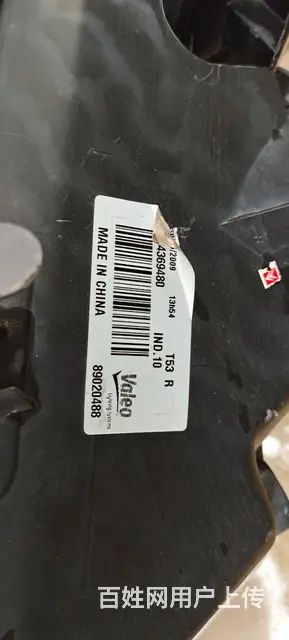 /2009
13h54
4369480
T53 R
IND.10
MADE IN CHINA
Valeo
Lighting Systems
89020488
百姓网用户上传